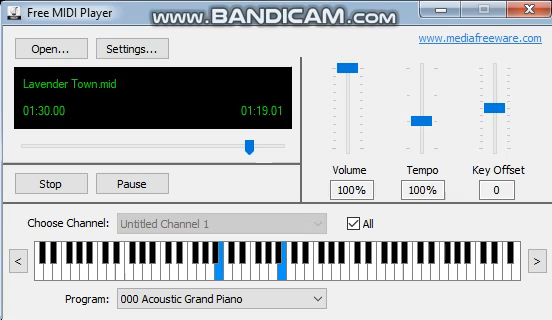 www.BANDICAM.com
Free MIDI Player
Open...
Settings...
www.mediafreeware.com
Lavender Town.mid
01:30.00
01:19.01
Volume
Tempo
Key Offset
100%
100%
0
Stop
Pause
Choose Channel:
Untitled Channel 1
All
<
>
Program:
000 Acoustic Grand Piano